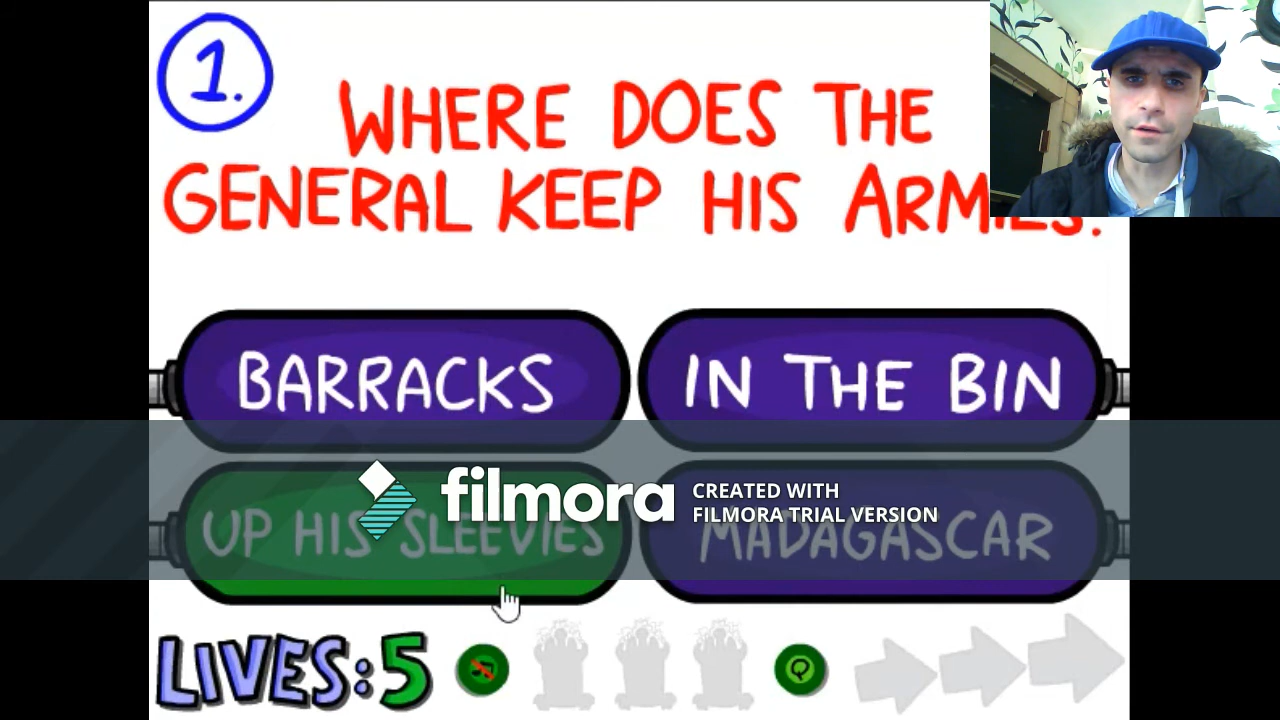 1.
WHERE DOES THE
GENERAL KEEP HIS ARMIES?
BARRACKS
IN THE BIN
UP HIS SLEEVIES
MADAGASCAR
filmora
CREATED WITH
FILMORA TRIAL VERSION
LIVES:5